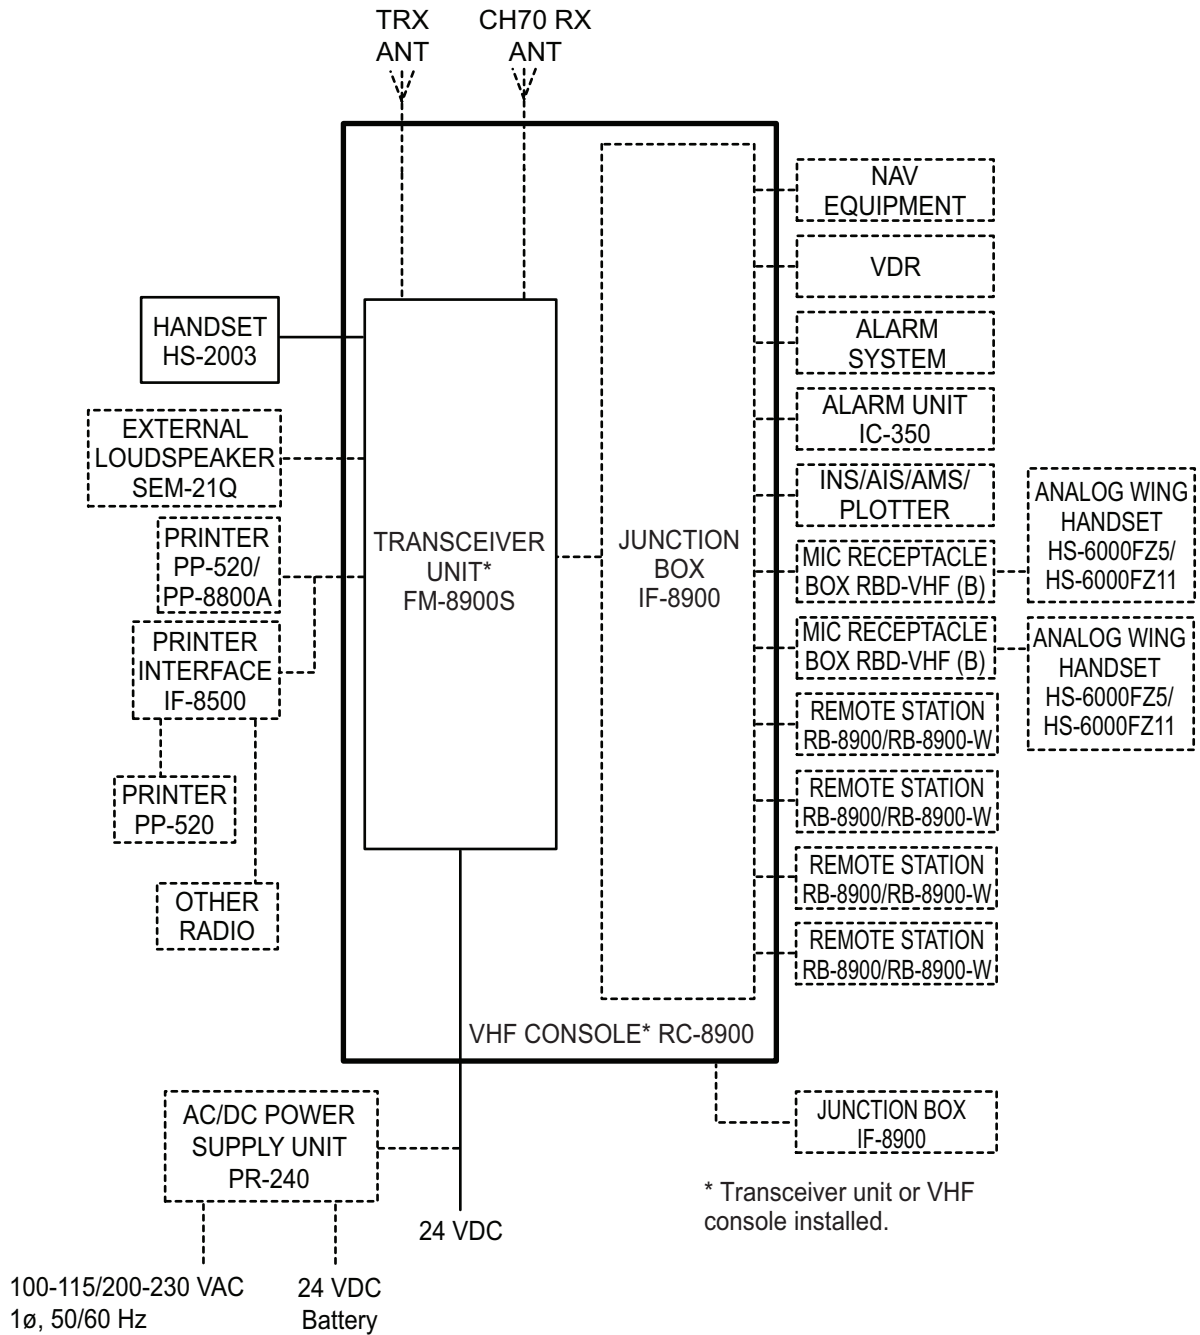 TRX
ANT
CH70 RX
ANT
NAV
EQUIPMENT
VDR
HANDSET
HS-2003
ALARM
SYSTEM
EXTERNAL
LOUDSPEAKER
SEM-21Q
ALARM UNIT
IC-350
INS/AIS/AMS/
PLOTTER
ANALOG WING
HANDSET
HS-6000FZ5/
HS-6000FZ11
PRINTER
PP-520/
PP-8800A
TRANSCEIVER
UNIT*
FM-8900S
JUNCTION
BOX
IF-8900
MIC RECEPTACLE
BOX RBD-VHF (B)
PRINTER
INTERFACE
IF-8500
MIC RECEPTACLE
BOX RBD-VHF (B)
ANALOG WING
HANDSET
HS-6000FZ5/
HS-6000FZ11
REMOTE STATION
RB-8900/RB-8900-W
PRINTER
PP-520
REMOTE STATION
RB-8900/RB-8900-W
REMOTE STATION
RB-8900/RB-8900-W
OTHER
RADIO
REMOTE STATION
RB-8900/RB-8900-W
VHF CONSOLE* RC-8900
AC/DC POWER
SUPPLY UNIT
PR-240
JUNCTION BOX
IF-8900
* Transceiver unit or VHF
console installed.
24 VDC
100-115/200-230 VAC
1ø, 50/60 Hz
24 VDC
Battery